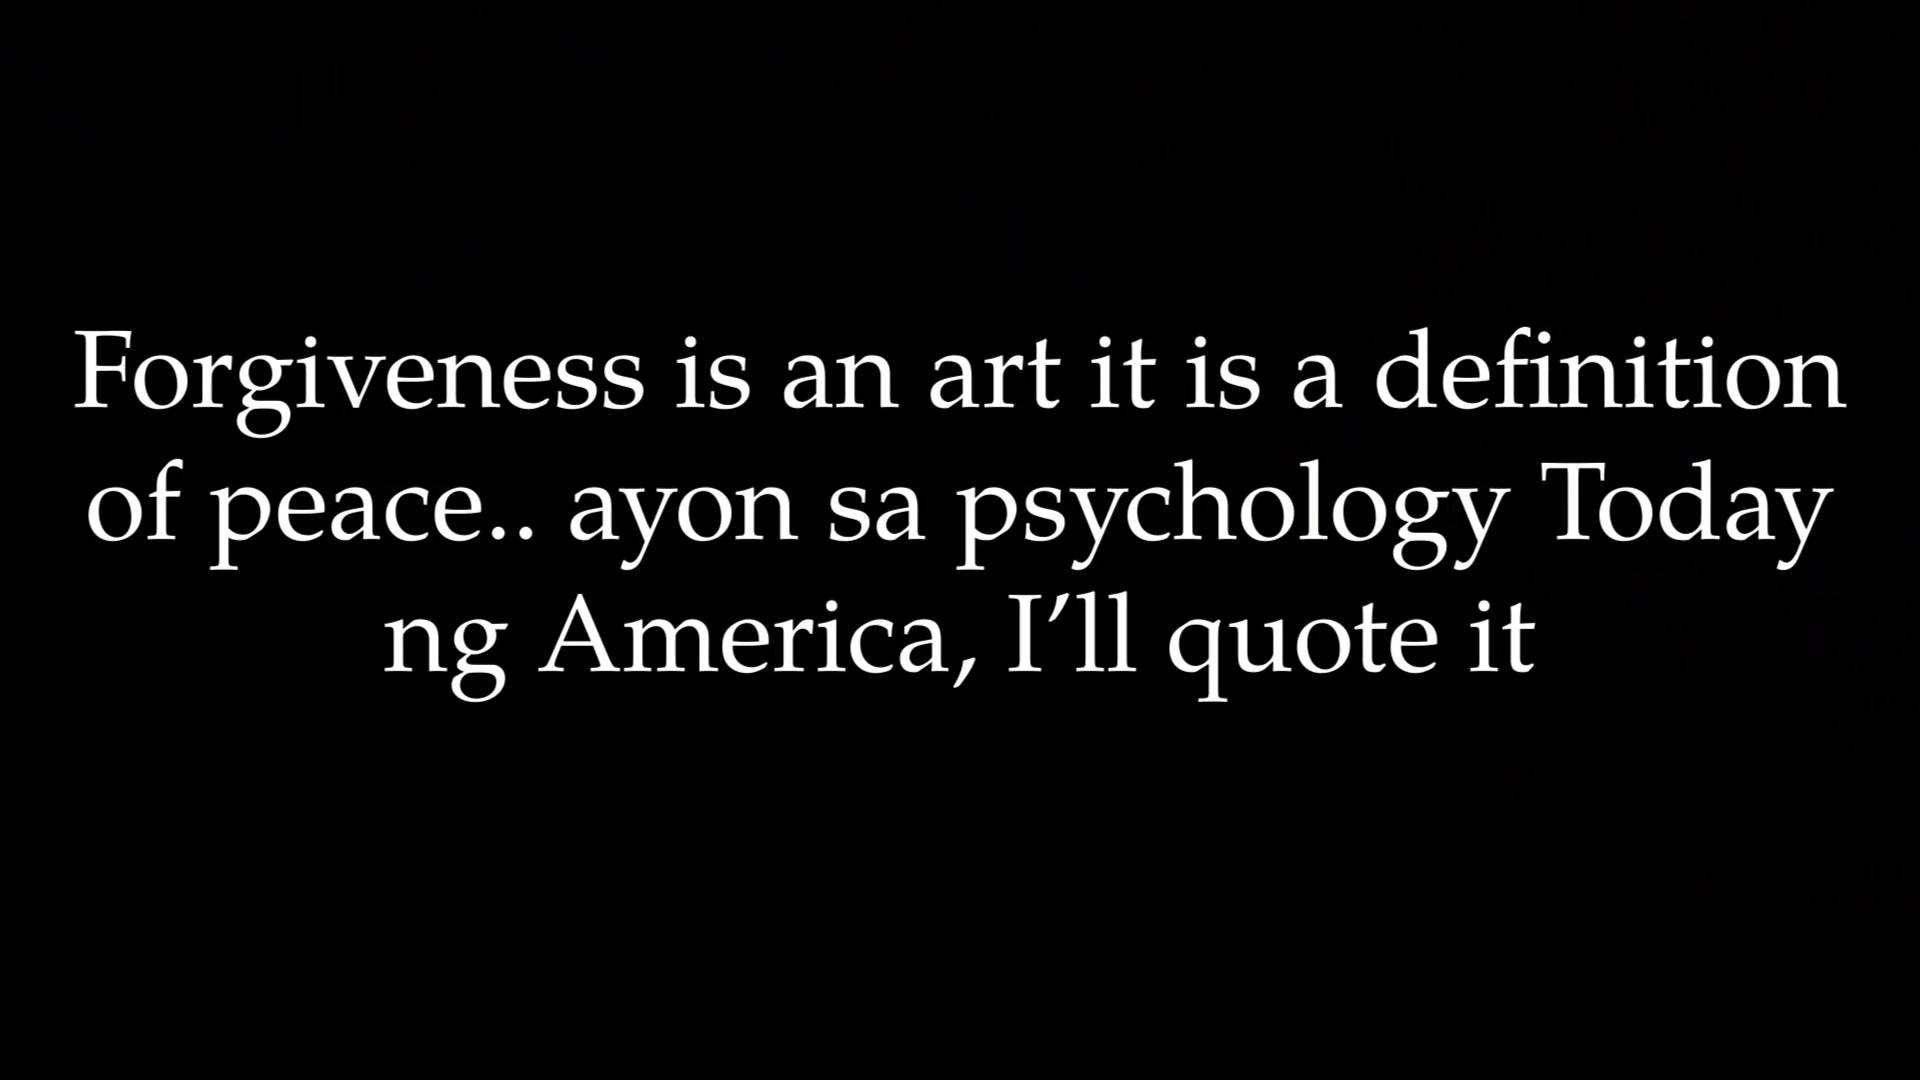 Forgiveness is an art it is a definition
of peace.. ayon sa psychology Today
ng America, I’ll quote it